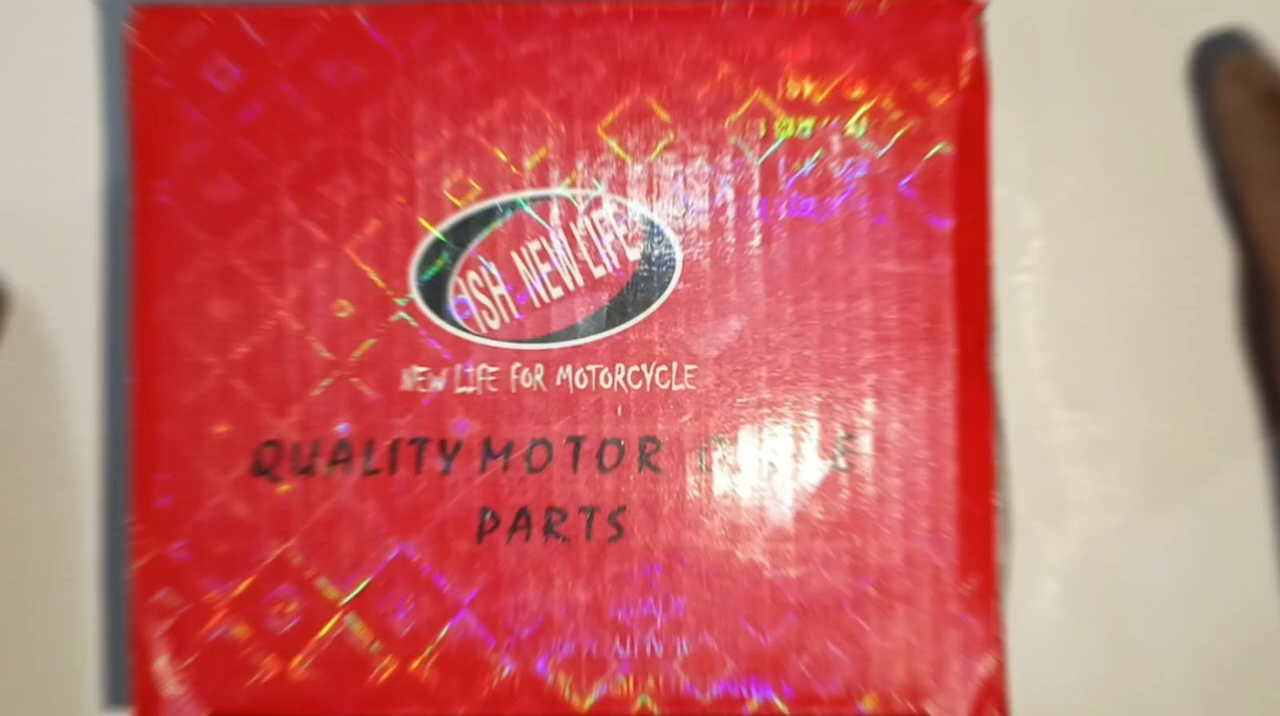 ISH NEW LIFE
NEW LIFE FOR MOTORCYCLE
QUALITY MOTOR
PARTS